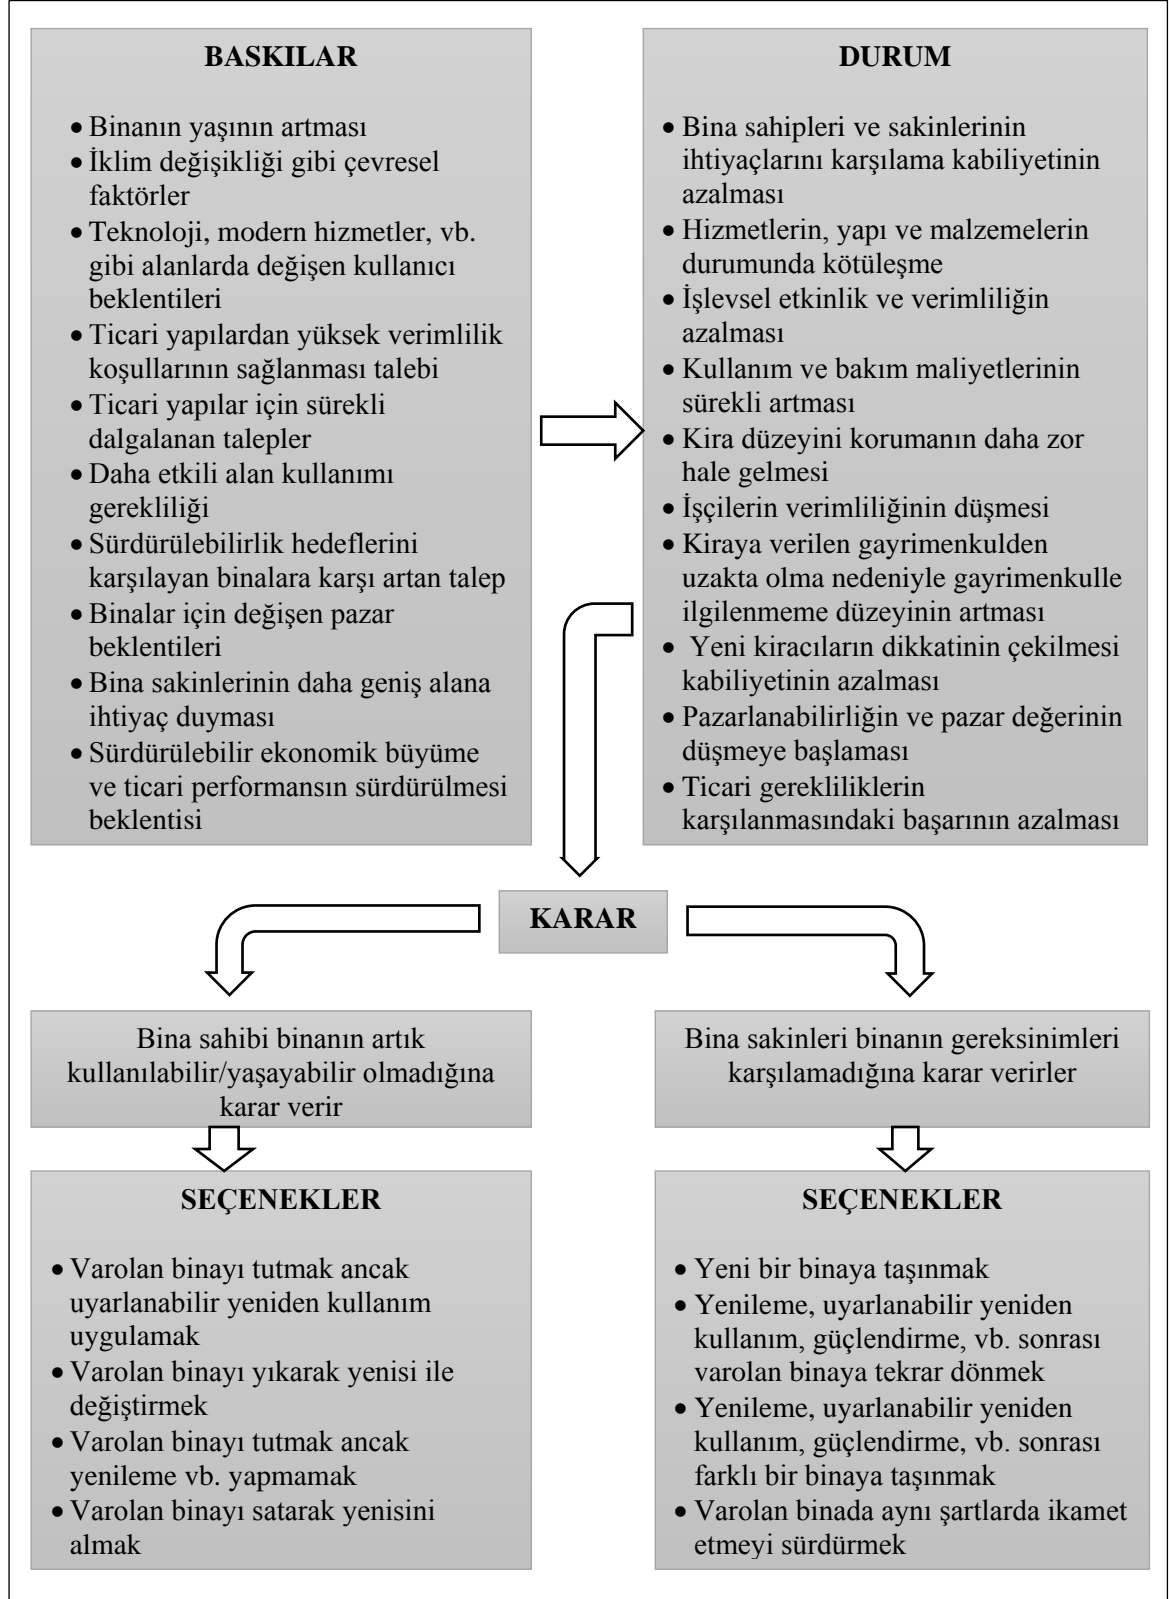 BASKILAR
• Binanın yaşının artması
• İklim değişikliği gibi çevresel
faktörler
• Teknoloji, modern hizmetler, vb.
gibi alanlarda değişen kullanıcı
beklentileri
• Ticari yapılardan yüksek verimlilik
koşullarının sağlanması talebi
• Ticari yapılar için sürekli
dalgalanan talepler
• Daha etkili alan kullanımı
gerekliliği
• Sürdürülebilirlik hedeflerini
karşılayan binalara karşı artan talep
• Binalar için değişen pazar
beklentileri
• Bina sakinlerinin daha geniş alana
ihtiyaç duyması
• Sürdürülebilir ekonomik büyüme
ve ticari performansın sürdürülmesi
beklentisi
DURUM
• Bina sahipleri ve sakinlerinin
ihtiyaçlarını karşılama kabiliyetinin
azalması
• Hizmetlerin, yapı ve malzemelerin
durumunda kötüleşme
• İşlevsel etkinlik ve verimliliğin
azalması
• Kullanım ve bakım maliyetlerinin
sürekli artması
• Kira düzeyini korumanın daha zor
hale gelmesi
• İşçilerin verimliliğinin düşmesi
• Kiraya verilen gayrimenkulden
uzakta olma nedeniyle gayrimenkulle
ilgilenmeme düzeyinin artması
• Yeni kiracıların dikkatinin çekilmesi
kabiliyetinin azalması
• Pazarlanabilirliğin ve pazar değerinin
düşmeye başlaması
• Ticari gerekliliklerin
karşılanmasındaki başarının azalması
KARAR
Bina sahibi binanın artık
kullanılabilir/yaşayabilir olmadığına
karar verir
Bina sakinleri binanın gereksinimleri
karşılamadığına karar verirler
SEÇENEKLER
• Varolan binayı tutmak ancak
uyarlanabilir yeniden kullanım
uygulamak
• Varolan binayı yıkarak yenisi ile
değiştirmek
• Varolan binayı tutmak ancak
yenileme vb. yapmamak
• Varolan binayı satarak yenisini
almak
SEÇENEKLER
• Yeni bir binaya taşınmak
• Yenileme, uyarlanabilir yeniden
kullanım, güçlendirme, vb. sonrası
varolan binaya tekrar dönmek
• Yenileme, uyarlanabilir yeniden
kullanım, güçlendirme, vb. sonrası
farklı bir binaya taşınmak
• Varolan binada aynı şartlarda ikamet
etmeyi sürdürmek